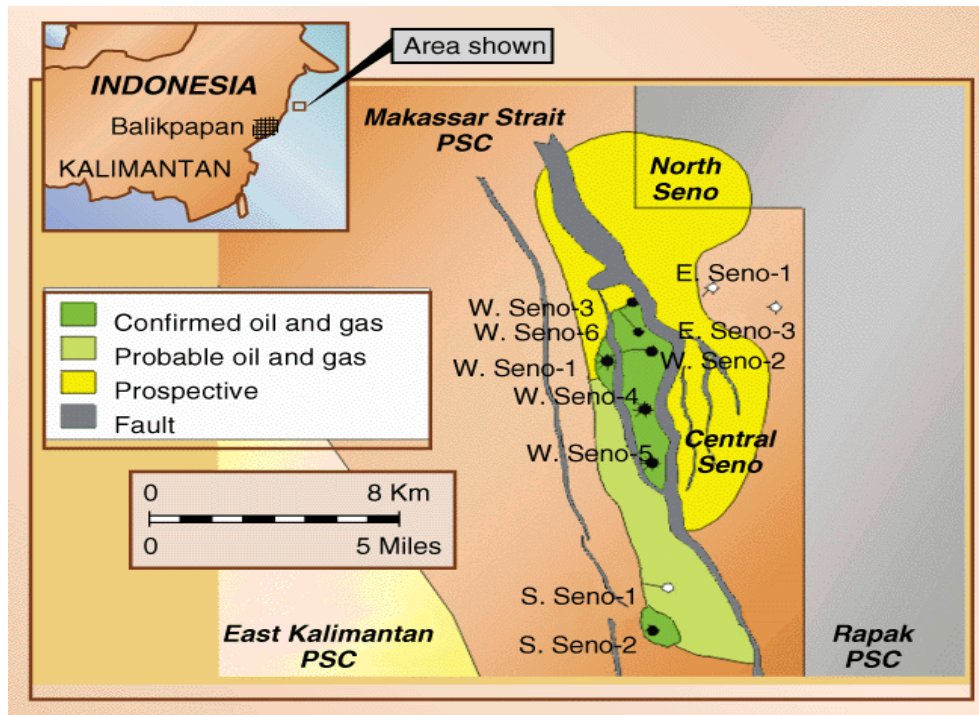 Area shown
INDONESIA
Balikpapan
KALIMANTAN
Makassar Strait
PSC
North
Seno
E. Seno-1
W. Seno-3
W. Seno-6
E. Seno-3
W. Seno-1
W. Seno-2
W. Seno-4
Central
Seno
W. Seno-5
Confirmed oil and gas
Probable oil and gas
Prospective
Fault
0 8 Km
0 5 Miles
S. Seno-1
S. Seno-2
East Kalimantan
PSC
Rapak
PSC